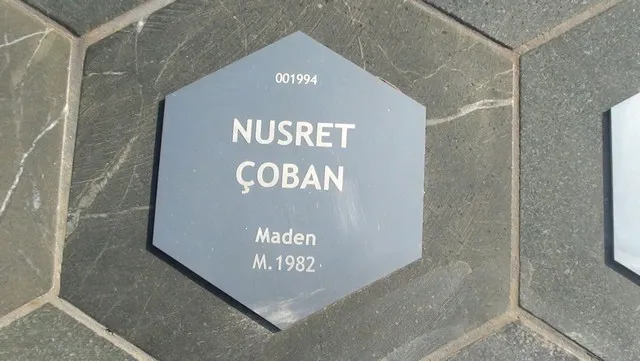 001994
NUSRET
ÇOBAN
Maden
M.1982